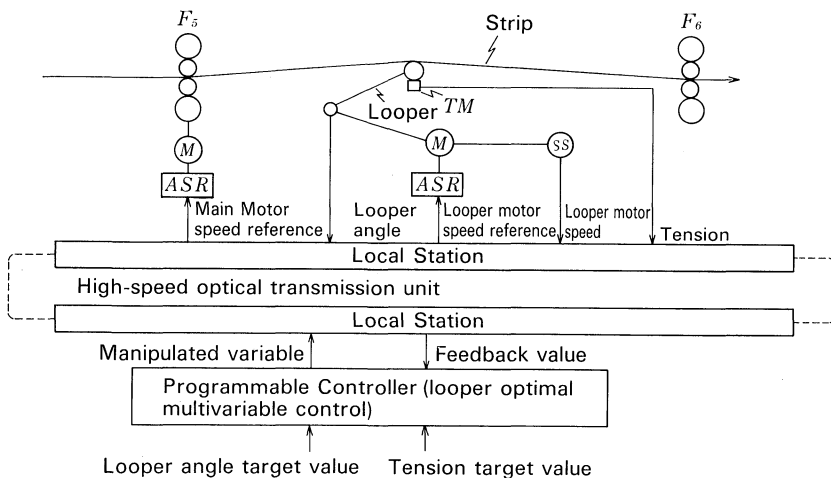 F5
Strip
F6
TM
Looper
M
M
SS
ASR
ASR
Main Motor
speed reference
Looper
angle
Looper motor
speed reference
Looper motor
speed
Tension
Local Station
High-speed optical transmission unit
Local Station
Manipulated variable
Feedback value
Programmable Controller (looper optimal
multivariable control)
Looper angle target value
Tension target value